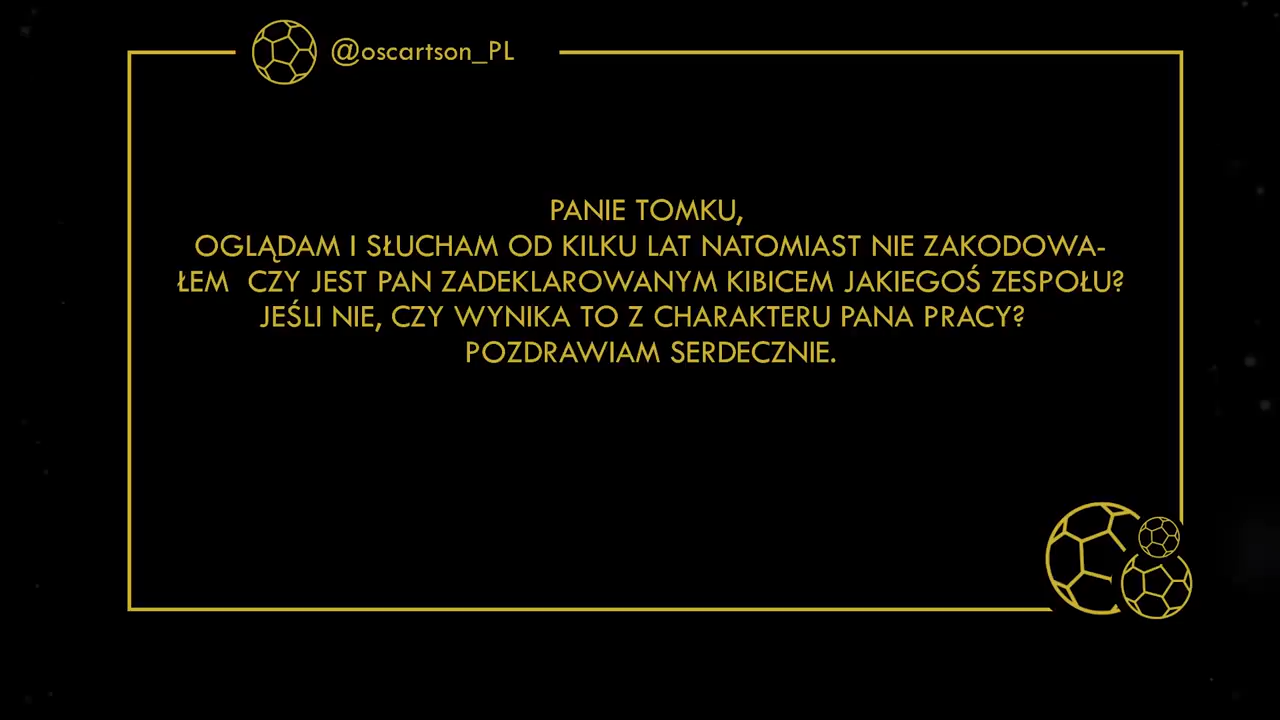 @oscartson_PL
PANIE TOMKU,
OGLĄDAM I SŁUCHAM OD KILKU LAT NATOMIAST NIE ZAKODOWA-
ŁEM  CZY JEST PAN ZADEKLAROWANYM KIBICEM JAKIEGOŚ ZESPOŁU?
JEŚLI NIE, CZY WYNIKA TO Z CHARAKTERU PANA PRACY?
POZDRAWIAM SERDECZNIE.